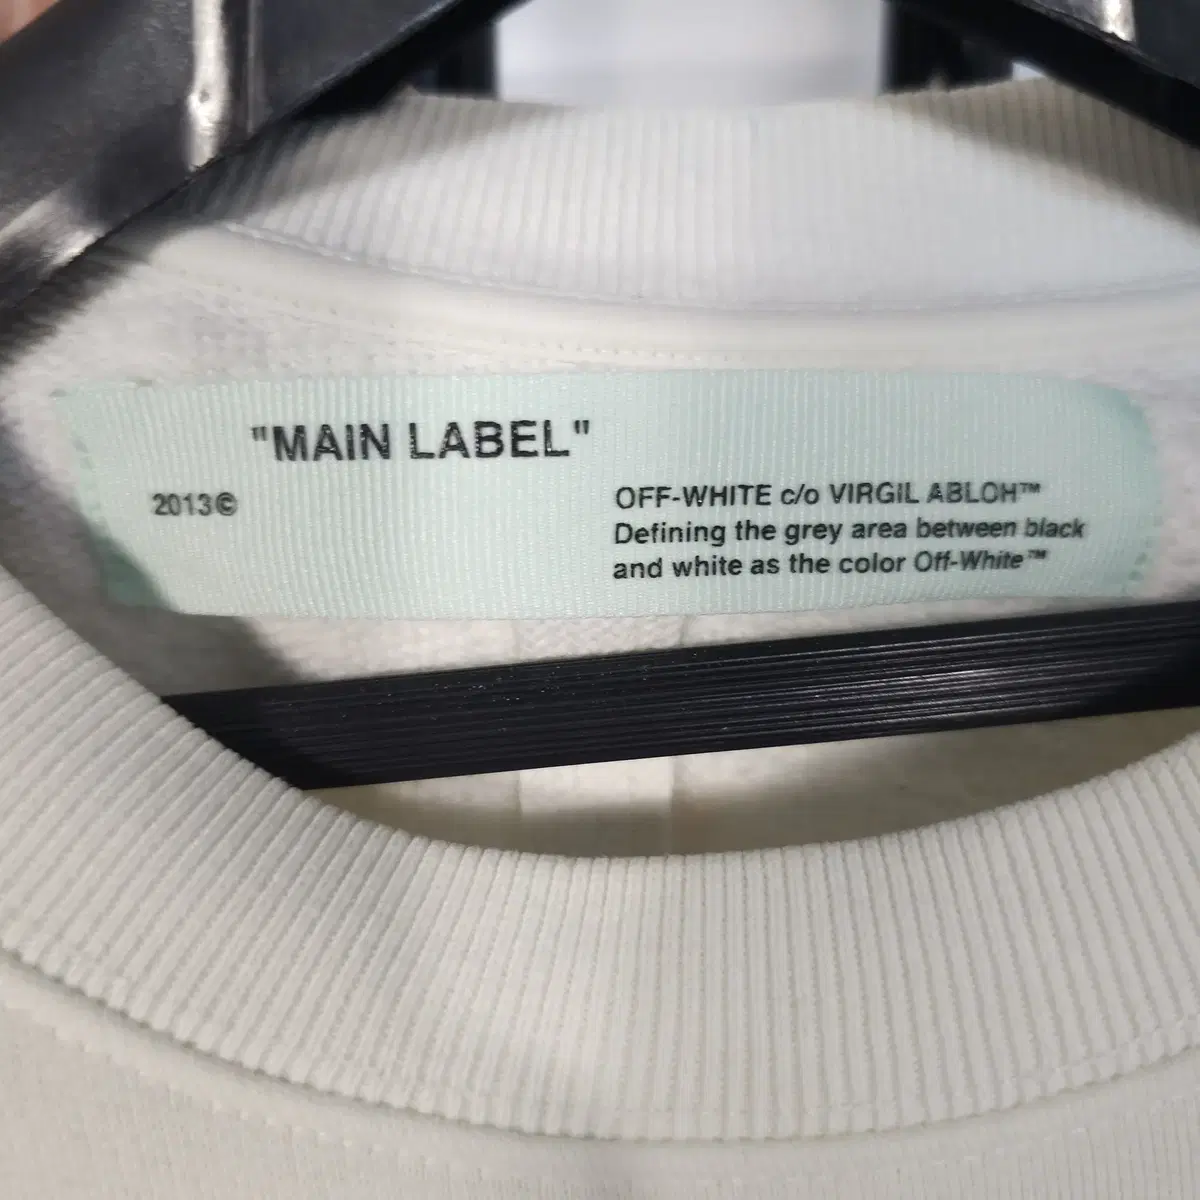 "MAIN LABEL"
2013©
OFF-WHITE c/o VIRGIL ABLOH™
Defining the grey area between black
and white as the color Off-White™